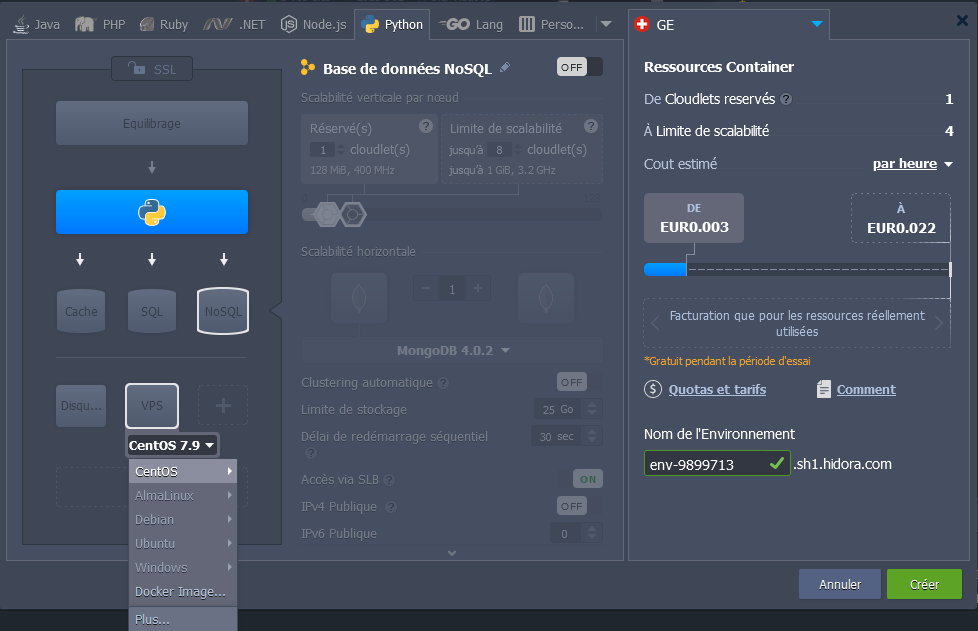 Java
PHP
Ruby
.NET
Node.js
Python
Lang
Perso...
GE
SSL
Equilibrage
Cache
SQL
NoSQL
Disqu...
VPS
CentOS 7.9
CentOS
AlmaLinux
Debian
Ubuntu
Windows
Docker Image...
Plus...
Base de données NoSQL
OFF
Scalabilité verticale par nœud
Réservé(s)
1 cloudlet(s)
128 MiB, 400 MHz
Limite de scalabilité
jusqu'à 8 cloudlet(s)
jusqu'à 1 GiB, 3.2 GHz
Scalabilité horizontale
1
MongoDB 4.0.2
Clustering automatique OFF
Limite de stockage 25 Go
Délai de redémarrage séquentiel 30 sec
Accès via SLB ON
IPv4 Publique OFF
IPv6 Publique 0
Ressources Container
De Cloudlets reservés 1
À Limite de scalabilité 4
Cout estimé par heure
DE
EUR0.003
À
EUR0.022
Facturation que pour les ressources réellement
utilisées
*Gratuit pendant la période d'essai
Quotas et tarifs
Comment
Nom de l'Environnement
env-9899713 .sh1.hidora.com
Annuler
Créer